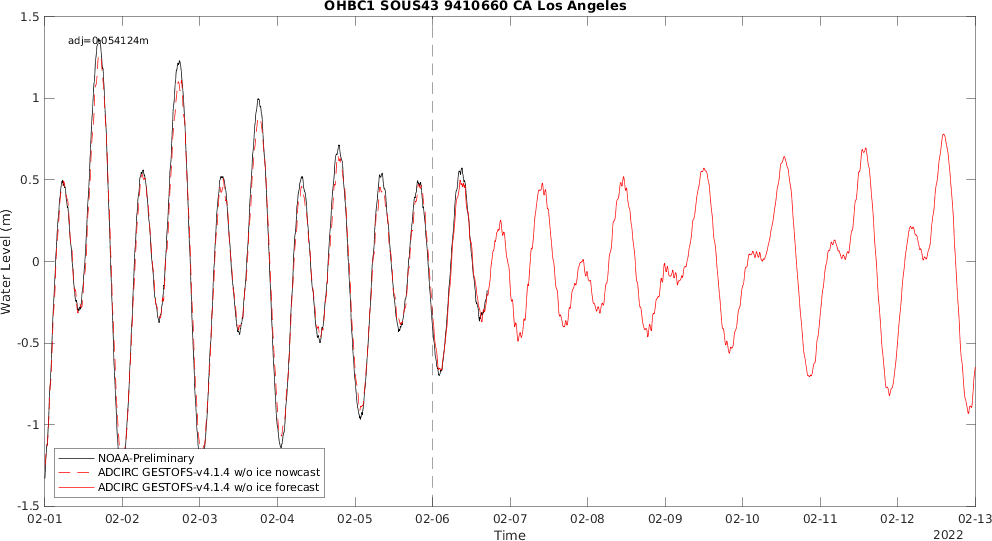 OHBC1 SOUS43 9410660 CA Los Angeles
1.5
adj=0.054124m
1
0.5
0
-0.5
-1
-1.5
Water Level (m)
NOAA-Preliminary
ADCIRC GESTOFS-v4.1.4 w/o ice nowcast
ADCIRC GESTOFS-v4.1.4 w/o ice forecast
02-01 02-02 02-03 02-04 02-05 02-06 02-07 02-08 02-09 02-10 02-11 02-12 02-13
Time
2022